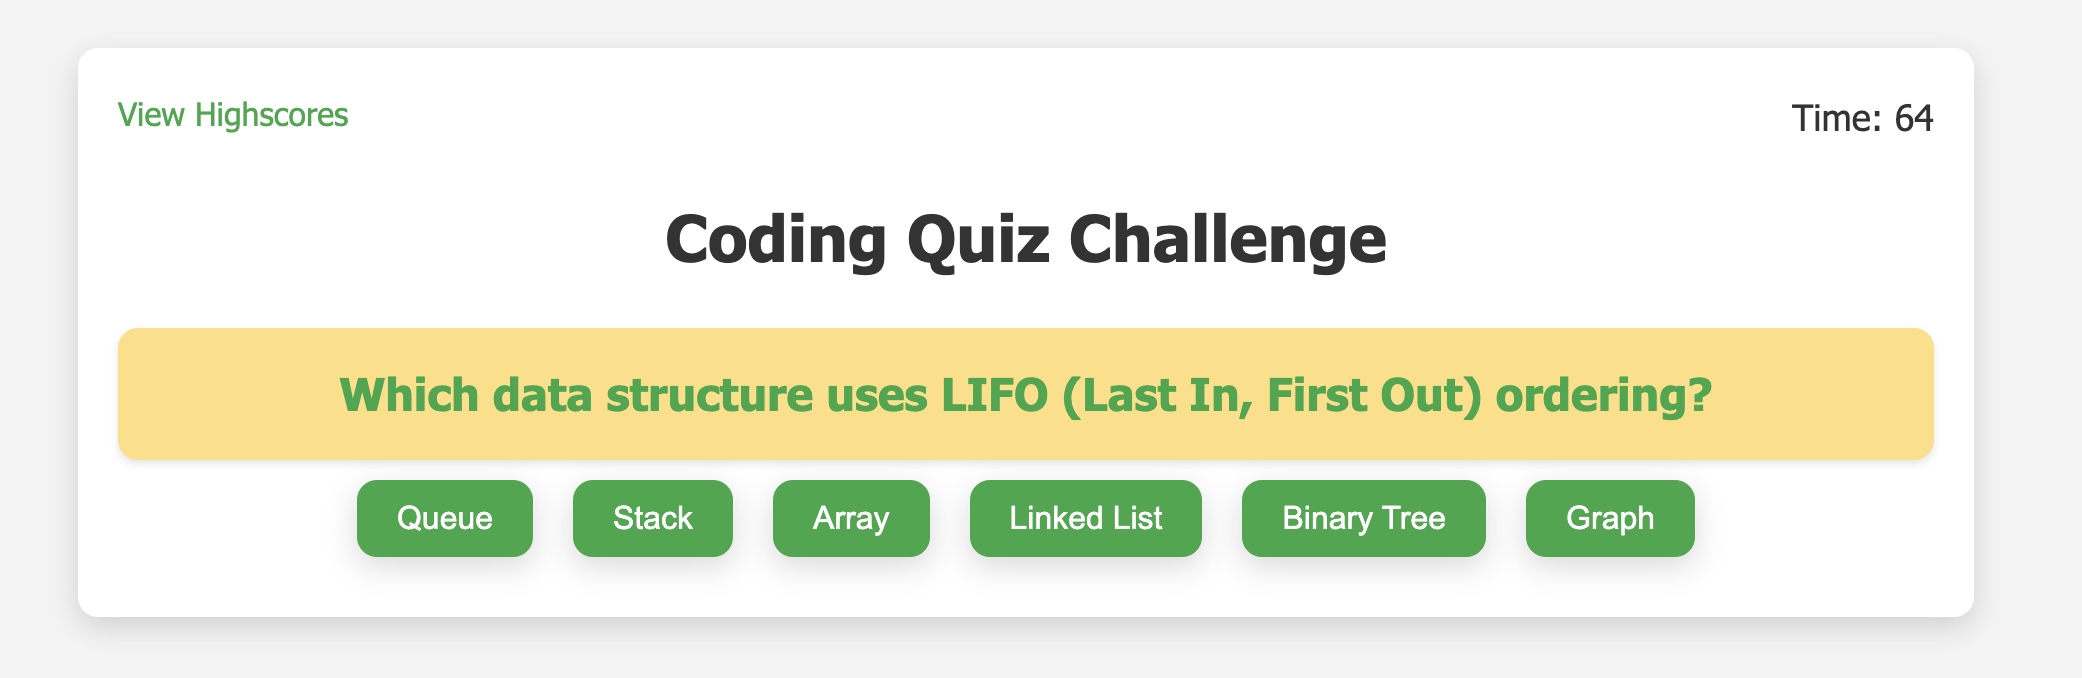 View Highscores
Time: 64
Coding Quiz Challenge
Which data structure uses LIFO (Last In, First Out) ordering?
Queue
Stack
Array
Linked List
Binary Tree
Graph